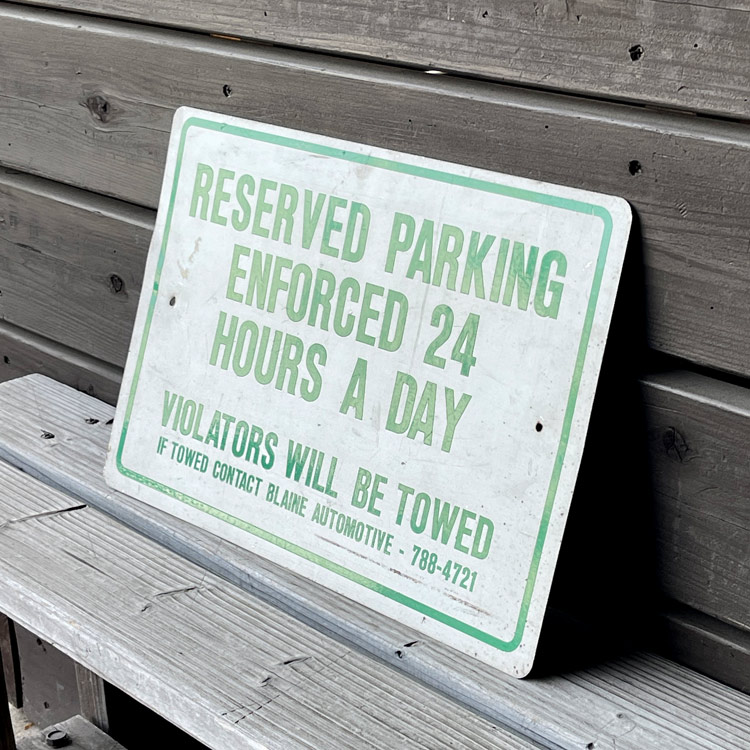 RESERVED PARKING
ENFORCED 24
HOURS A DAY
VIOLATORS WILL BE TOWED
IF TOWED CONTACT BLAINE AUTOMOTIVE - 788-4721